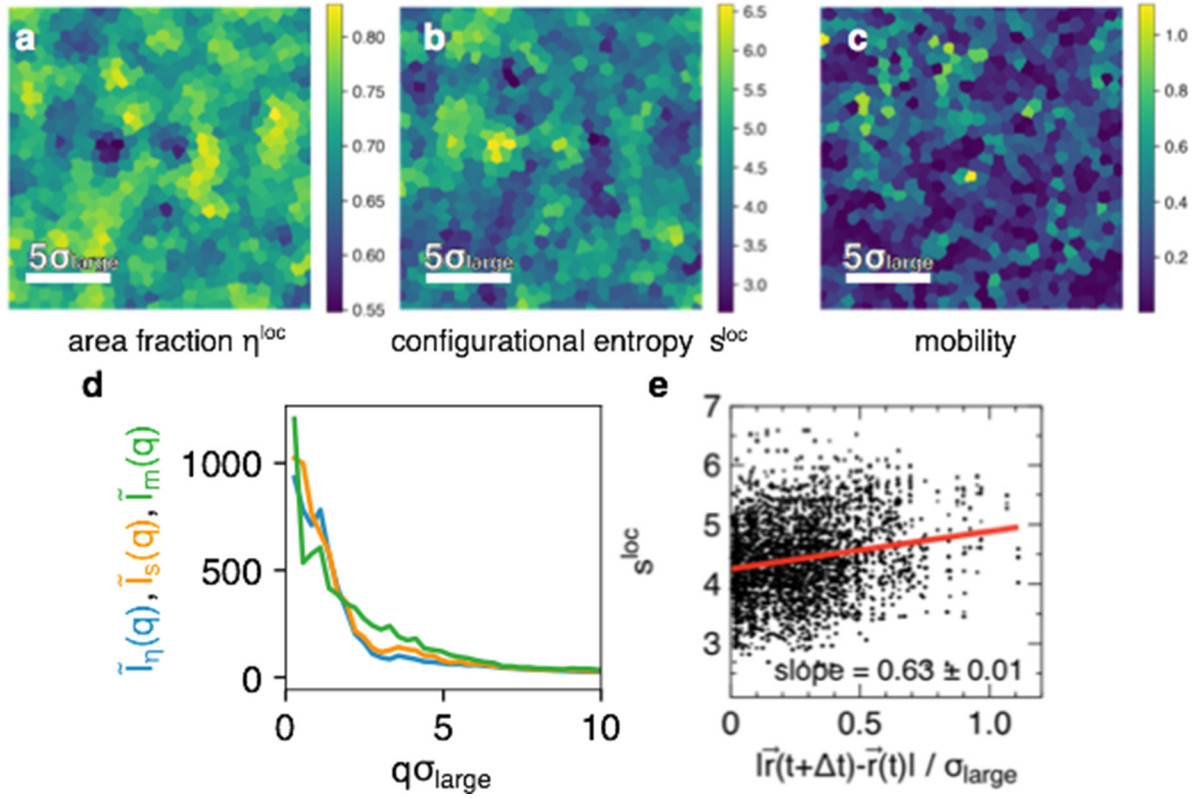 a
0.80
0.75
0.70
0.65
0.60
0.55
5σlarge
area fraction ηloc
b
6.5
6.0
5.5
5.0
4.5
4.0
3.5
3.0
5σlarge
configurational entropy sloc
c
1.0
0.8
0.6
0.4
0.2
5σlarge
mobility
d
Ĩη(q), Ĩs(q), Ĩm(q)
1000
500
0
0 5 10
qσlarge
e
sloc
7
6
5
4
3
slope = 0.63 ± 0.01
0 0.5 1.0
|r⃗(t+Δt)-r⃗(t)| / σlarge